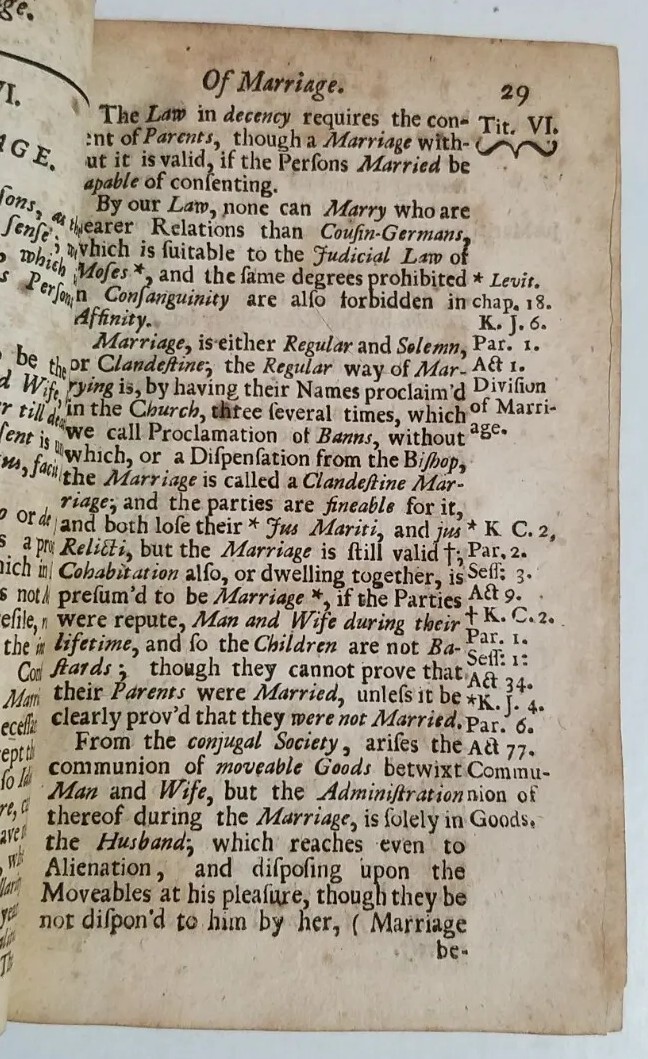 Of Marriage. 29
The Law in decency requires the con-
ent of Parents, though a Marriage with-
ut it is valid, if the Perſons Married be
apable of conſenting.
By our Law, none can Marry who are
earer Relations than Couſin-Germans,
which is ſuitable to the Judicial Law of
Moſes *, and the ſame degrees prohibited
n Conſanguinity are alſo forbidden in
Affinity.
Marriage, is either Regular and Solemn,
or Clandeſtine; the Regular way of Mar-
rying is, by having their Names proclaim'd
in the Church, three ſeveral times, which
we call Proclamation of Banns, without
which, or a Diſpenſation from the Biſhop,
the Marriage is called a Clandeſtine Mar-
riage; and the parties are fineable for it,
and both loſe their * Jus Mariti, and jus
Relicti, but the Marriage is ſtill valid †;
Cohabitation alſo, or dwelling together, is
preſum'd to be Marriage *, if the Parties
were repute, Man and Wife during their
lifetime, and ſo the Children are not Ba-
ſtards; though they cannot prove that
their Parents were Married, unleſs it be
clearly prov'd that they were not Married.
From the conjugal Society, ariſes the
communion of moveable Goods betwixt
Man and Wife, but the Adminiſtration
thereof during the Marriage, is ſolely in
the Husband; which reaches even to
Alienation, and diſpoſing upon the
Moveables at his pleaſure, though they be
not diſpon'd to him by her, ( Marriage
be-
Tit. VI.
* Levit.
chap. 18.
K. J. 6.
Par. 1.
Act 1.
Diviſion
of Marri-
age.
* K C. 2,
Par. 2.
Seſſ: 3.
Act 9.
† K. C. 2.
Par. 1.
Seſſ: 1:
Act 34.
*K. J. 4.
Par. 6.
Act 77.
Commu-
nion of
Goods.